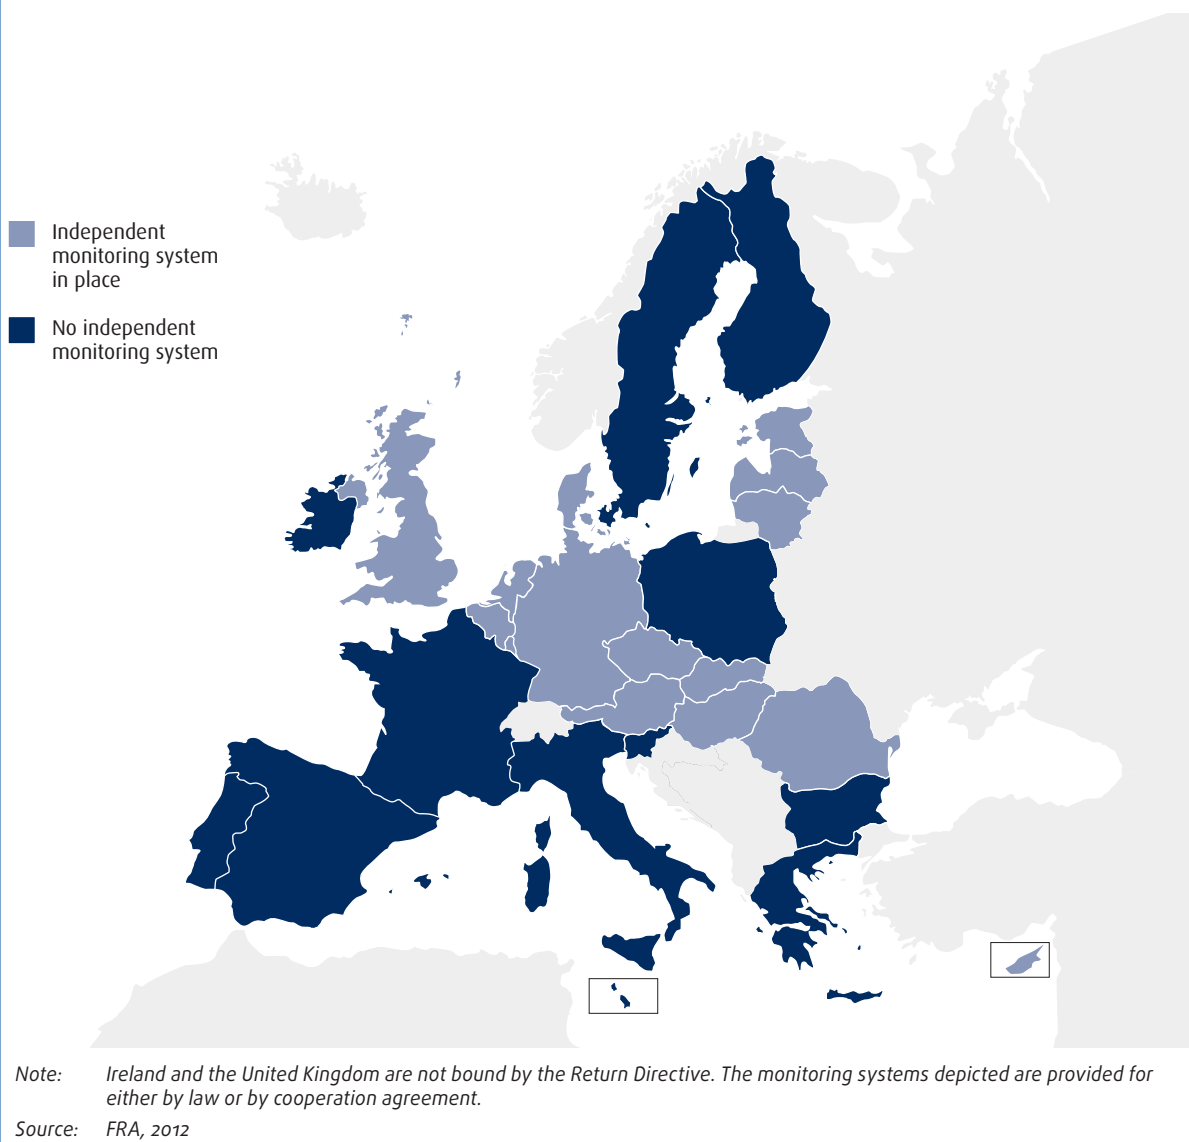 Independent
monitoring system
in place
No independent
monitoring system
Note: Ireland and the United Kingdom are not bound by the Return Directive. The monitoring systems depicted are provided for
either by law or by cooperation agreement.
Source: FRA, 2012